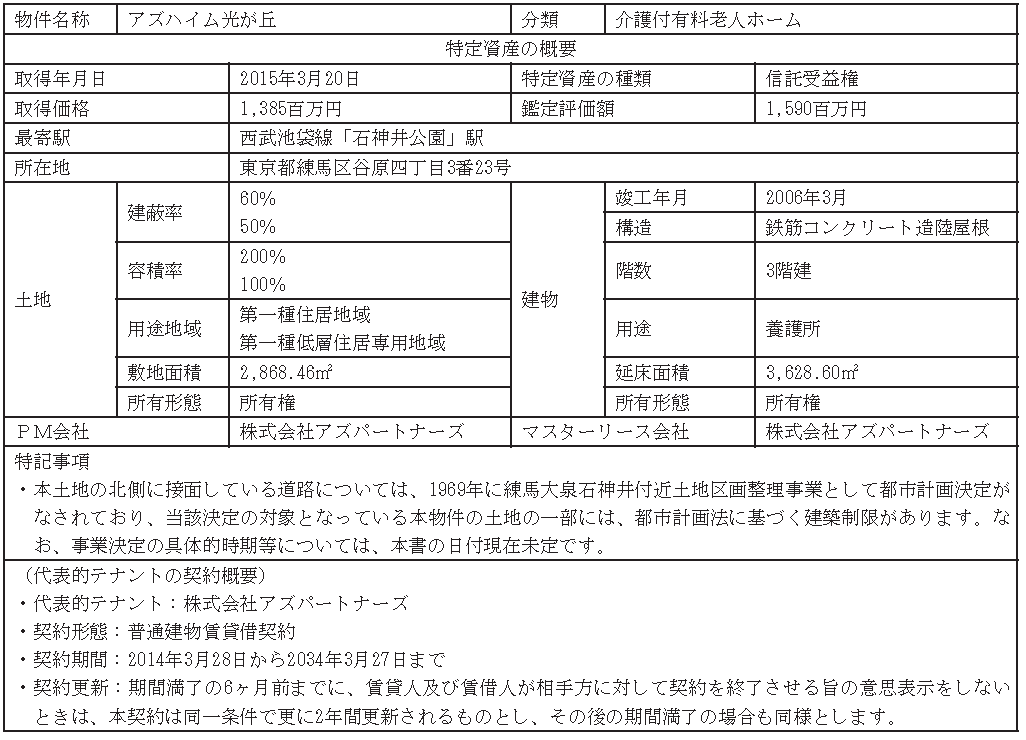 物件名称 アズハイム光が丘 分類 介護付有料老人ホーム
特定資産の概要
取得年月日 2015年3月20日 特定資産の種類 信託受益権
取得価格 1,385百万円 鑑定評価額 1,590百万円
最寄駅 西武池袋線「石神井公園」駅
所在地 東京都練馬区谷原四丁目3番23号
土地
建蔽率
60%
50%
容積率
200%
100%
用途地域
第一種住居地域
第一種低層住居専用地域
敷地面積 2,868.46㎡
所有形態 所有権
建物
竣工年月 2006年3月
構造 鉄筋コンクリート造陸屋根
階数 3階建
用途 養護所
延床面積 3,628.60㎡
所有形態 所有権
ＰＭ会社 株式会社アズパートナーズ マスターリース会社 株式会社アズパートナーズ
特記事項
・本土地の北側に接面している道路については、1969年に練馬大泉石神井付近土地区画整理事業として都市計画決定が
なされており、当該決定の対象となっている本物件の土地の一部には、都市計画法に基づく建築制限があります。な
お、事業決定の具体的時期等については、本書の日付現在未定です。
（代表的テナントの契約概要）
・代表的テナント：株式会社アズパートナーズ
・契約形態：普通建物賃貸借契約
・契約期間：2014年3月28日から2034年3月27日まで
・契約更新：期間満了の6ヶ月前までに、賃貸人及び賃借人が相手方に対して契約を終了させる旨の意思表示をしない
ときは、本契約は同一条件で更に2年間更新されるものとし、その後の期間満了の場合も同様とします。